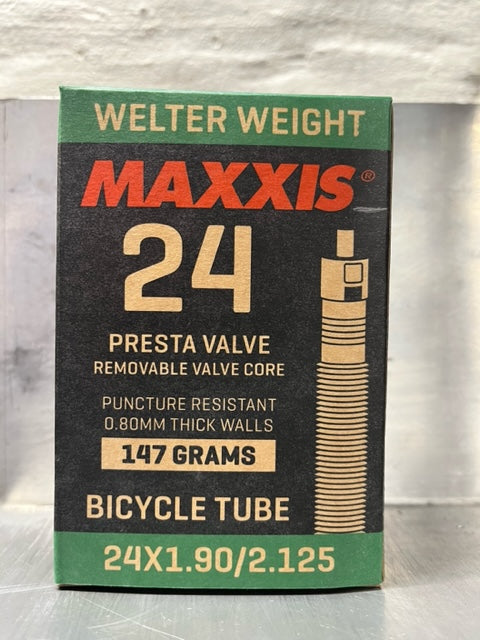 WELTER WEIGHT
MAXXIS®
24
PRESTA VALVE
REMOVABLE VALVE CORE
PUNCTURE RESISTANT
0.80MM THICK WALLS
147 GRAMS
BICYCLE TUBE
24X1.90/2.125